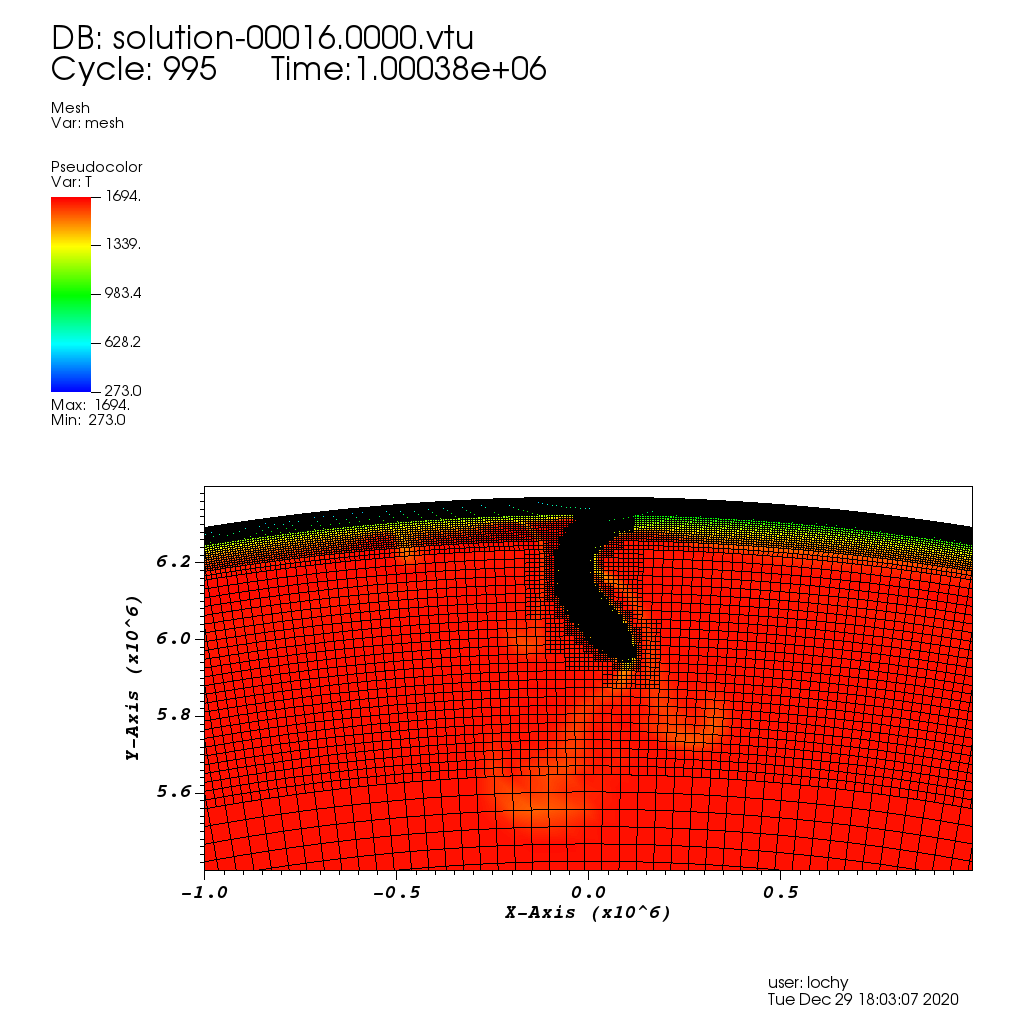 DB: solution-00016.0000.vtu
Cycle: 995 Time:1.00038e+06
Mesh
Var: mesh
Pseudocolor
Var: T
1694.
1339.
983.4
628.2
273.0
Max: 1694.
Min: 273.0
6.2
6.0
5.8
5.6
Y-Axis (x10^6)
-1.0 -0.5 0.0 0.5
X-Axis (x10^6)
user: lochy
Tue Dec 29 18:03:07 2020